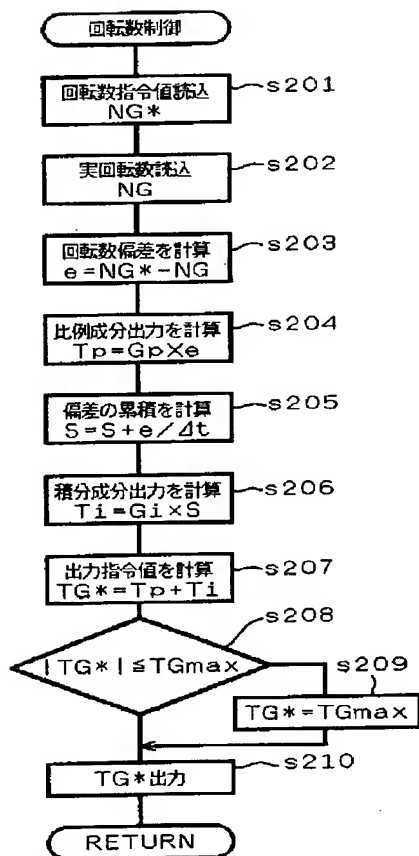 回転数制御
回転数指令値読込
NG*
s201
実回転数読込
NG
s202
回転数偏差を計算
e=NG*-NG
s203
比例成分出力を計算
Tp=Gp×e
s204
偏差の累積を計算
S=S+e/Δt
s205
積分成分出力を計算
Ti=Gi×S
s206
出力指令値を計算
TG*=Tp+Ti
s207
|TG*|≦TGmax
s208
TG*=TGmax
s209
TG*出力
s210
RETURN